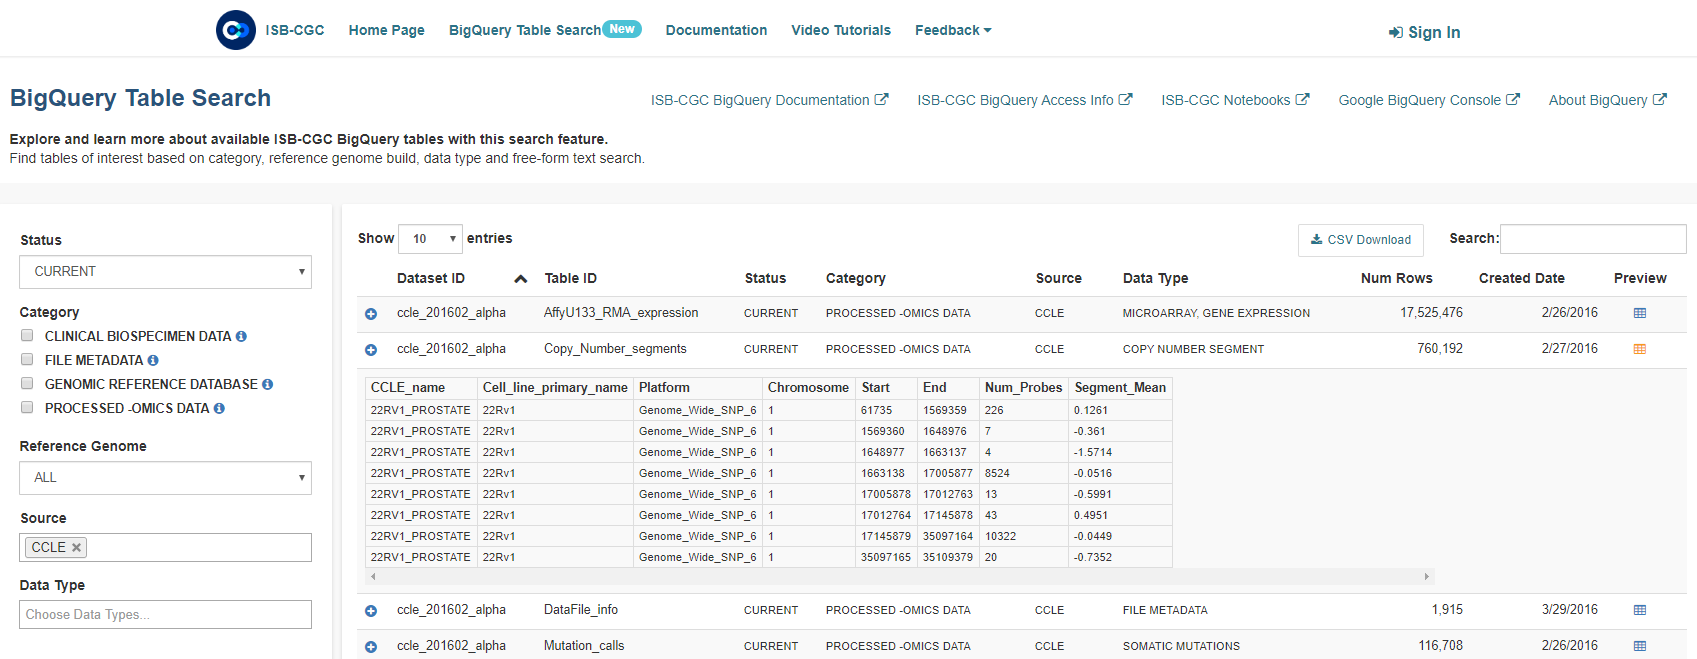 ISB-CGC Home Page BigQuery Table Search New Documentation Video Tutorials Feedback Sign In
BigQuery Table Search
ISB-CGC BigQuery Documentation ISB-CGC BigQuery Access Info ISB-CGC Notebooks Google BigQuery Console About BigQuery
Explore and learn more about available ISB-CGC BigQuery tables with this search feature.
Find tables of interest based on category, reference genome build, data type and free-form text search.
Status
CURRENT
Category
CLINICAL BIOSPECIMEN DATA
FILE METADATA
GENOMIC REFERENCE DATABASE
PROCESSED -OMICS DATA
Reference Genome
ALL
Source
CCLE
Data Type
Choose Data Types...
Show 10 entries CSV Download Search:
Dataset ID Table ID Status Category Source Data Type Num Rows Created Date Preview
ccle_201602_alpha AffyU133_RMA_expression CURRENT PROCESSED -OMICS DATA CCLE MICROARRAY, GENE EXPRESSION 17,525,476 2/26/2016
ccle_201602_alpha Copy_Number_segments CURRENT PROCESSED -OMICS DATA CCLE COPY NUMBER SEGMENT 760,192 2/27/2016
CCLE_name Cell_line_primary_name Platform Chromosome Start End Num_Probes Segment_Mean
22RV1_PROSTATE 22Rv1 Genome_Wide_SNP_6 1 61735 1569359 226 0.1261
22RV1_PROSTATE 22Rv1 Genome_Wide_SNP_6 1 1569360 1648976 7 -0.361
22RV1_PROSTATE 22Rv1 Genome_Wide_SNP_6 1 1648977 1663137 4 -1.5714
22RV1_PROSTATE 22Rv1 Genome_Wide_SNP_6 1 1663138 17005877 8524 -0.0516
22RV1_PROSTATE 22Rv1 Genome_Wide_SNP_6 1 17005878 17012763 13 -0.5991
22RV1_PROSTATE 22Rv1 Genome_Wide_SNP_6 1 17012764 17145878 43 0.4951
22RV1_PROSTATE 22Rv1 Genome_Wide_SNP_6 1 17145879 35097164 10322 -0.0449
22RV1_PROSTATE 22Rv1 Genome_Wide_SNP_6 1 35097165 35109379 20 -0.7352
ccle_201602_alpha DataFile_info CURRENT PROCESSED -OMICS DATA CCLE FILE METADATA 1,915 3/29/2016
ccle_201602_alpha Mutation_calls CURRENT PROCESSED -OMICS DATA CCLE SOMATIC MUTATIONS 116,708 2/26/2016